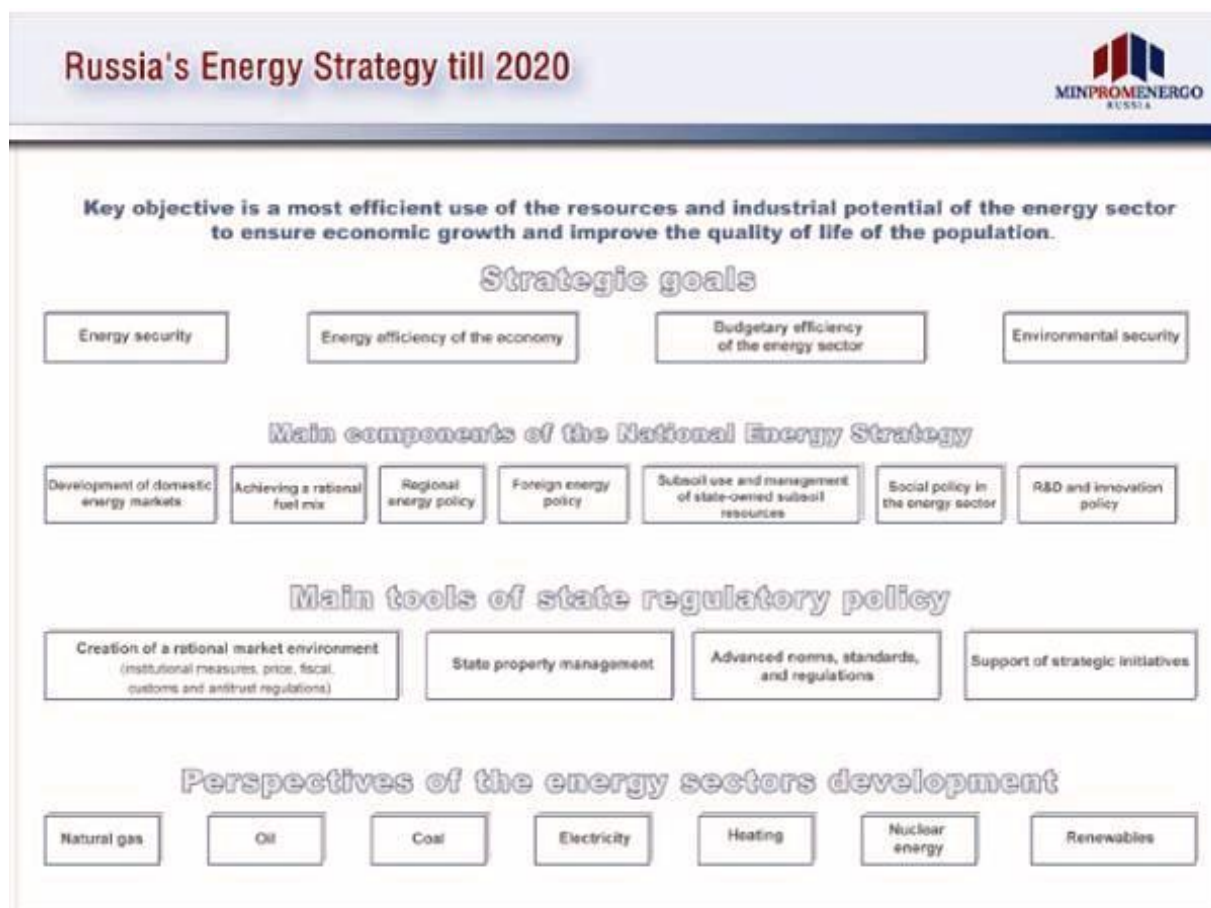 Russia's Energy Strategy till 2020
MINPROMENERGO
RUSSIA
Key objective is a most efficient use of the resources and industrial potential of the energy sector
to ensure economic growth and improve the quality of life of the population.
Strategic goals
Energy security
Energy efficiency of the economy
Budgetary efficiency
of the energy sector
Environmental security
Main components of the National Energy Strategy
Development of domestic
energy markets
Achieving a rational
fuel mix
Regional
energy policy
Foreign energy
policy
Subsoil use and management
of state-owned subsoil
resources
Social policy in
the energy sector
R&D and innovation
policy
Main tools of state regulatory policy
Creation of a rational market environment
(institutional measures, price, fiscal,
customs and antitrust regulations)
State property management
Advanced norms, standards,
and regulations
Support of strategic initiatives
Perspectives of the energy sectors development
Natural gas
Oil
Coal
Electricity
Heating
Nuclear
energy
Renewables